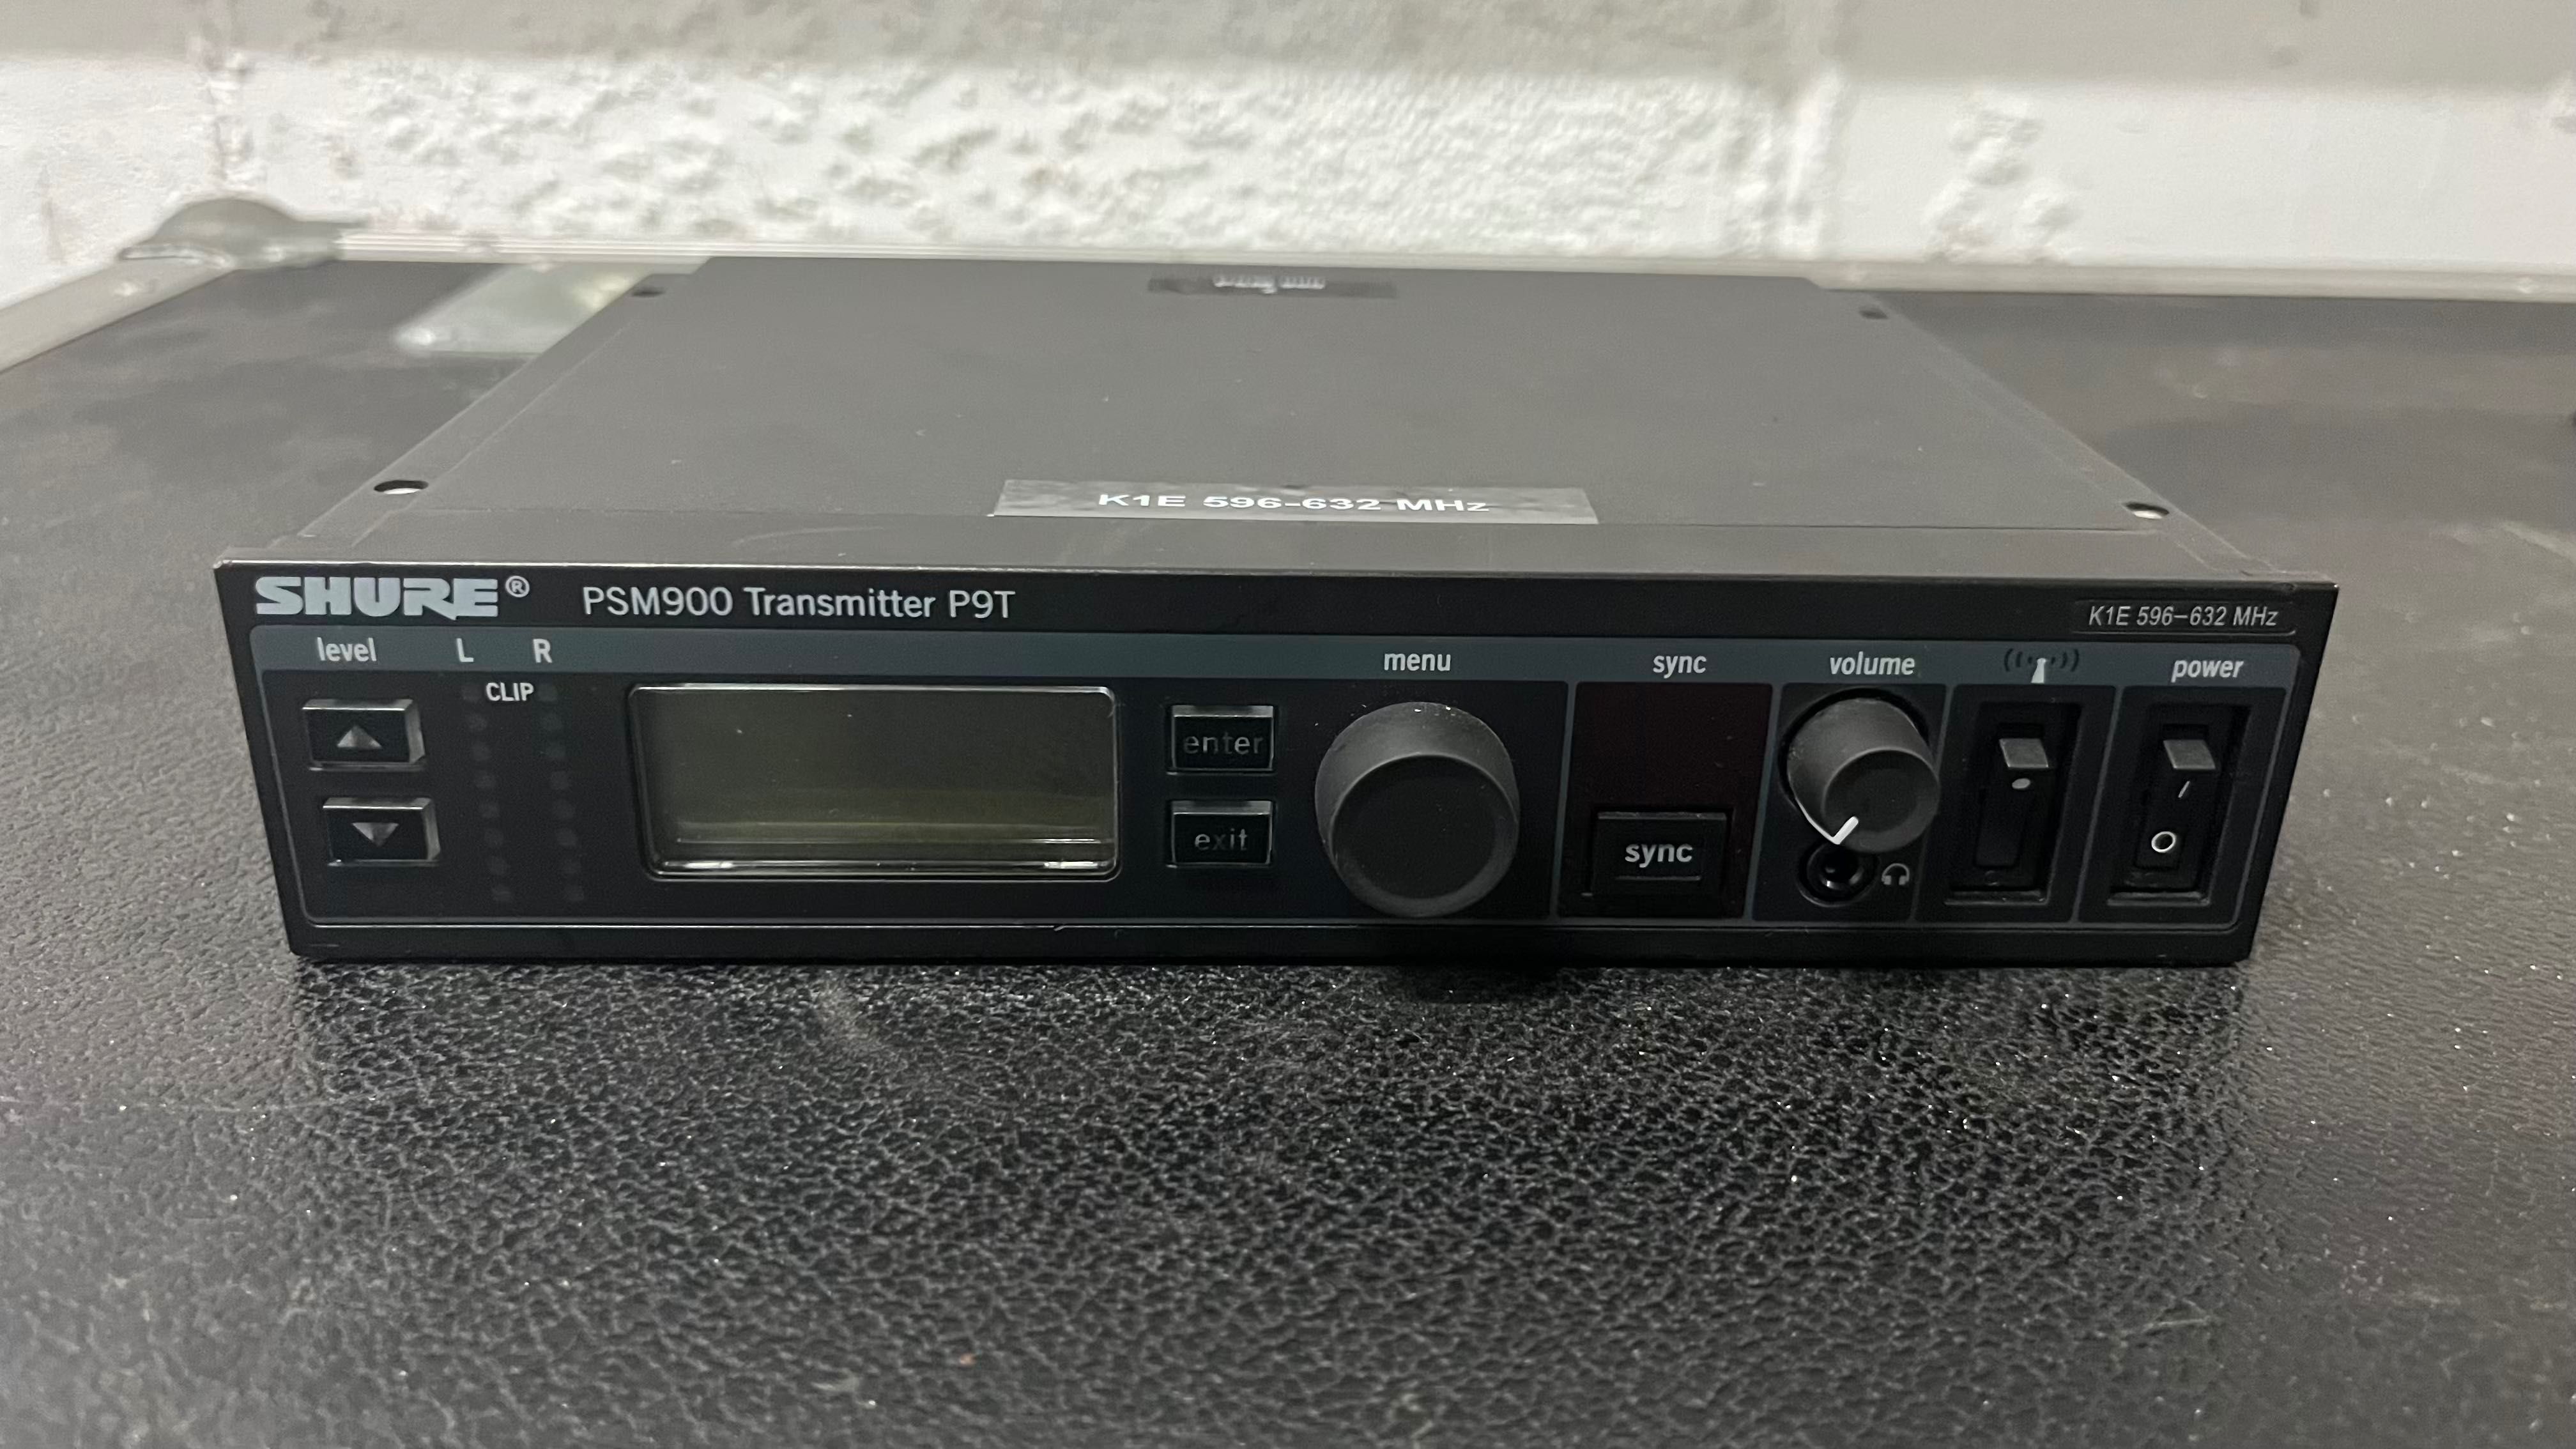 K1E 596-632 MHz
SHURE® PSM900 Transmitter P9T
K1E 596–632 MHz
level L R menu sync volume power
CLIP
enter
exit
sync